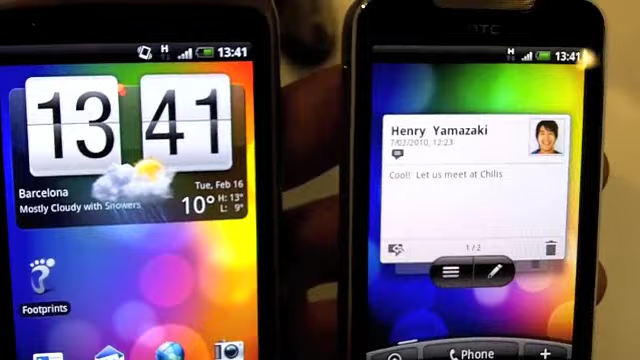 13:41
13 41
Barcelona
Mostly Cloudy with Showers
Tue, Feb 16
10°
H: 13°
L: 9°
Footprints
HTC
H
13:41
Henry Yamazaki
7/02/2010, 12:23
Cool! Let us meet at Chilis
1/2
Phone
+